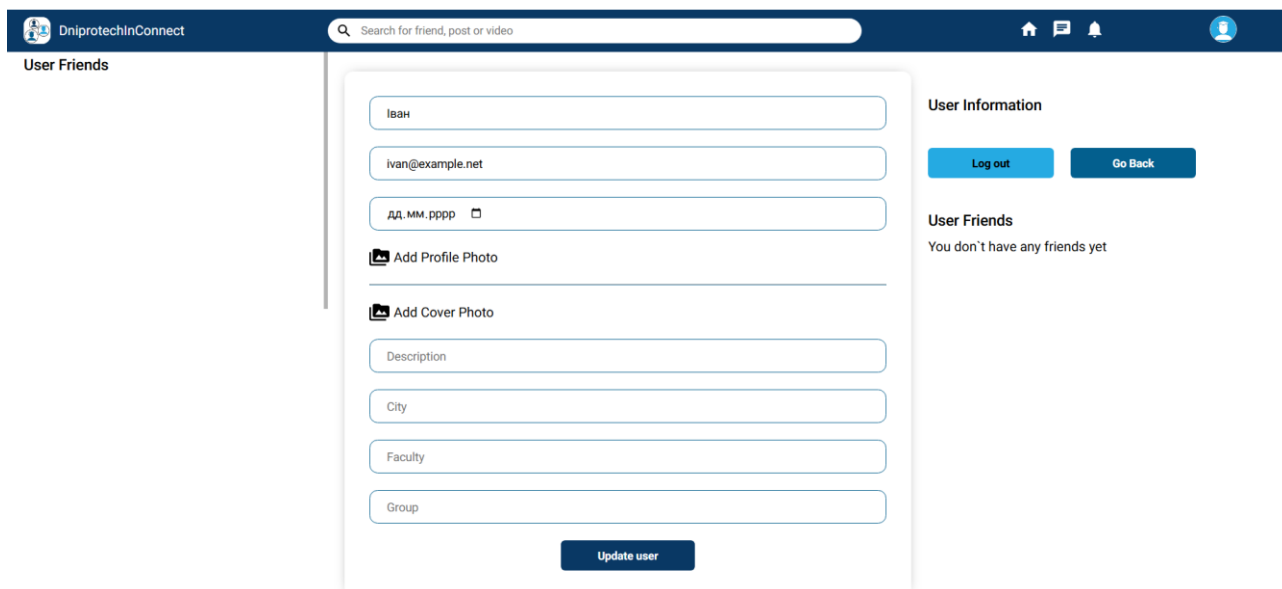 DniprotechInConnect
Search for friend, post or video
User Friends
Іван
ivan@example.net
дд.мм.рррр
Add Profile Photo
Add Cover Photo
Description
City
Faculty
Group
Update user
User Information
Log out
Go Back
User Friends
You don`t have any friends yet